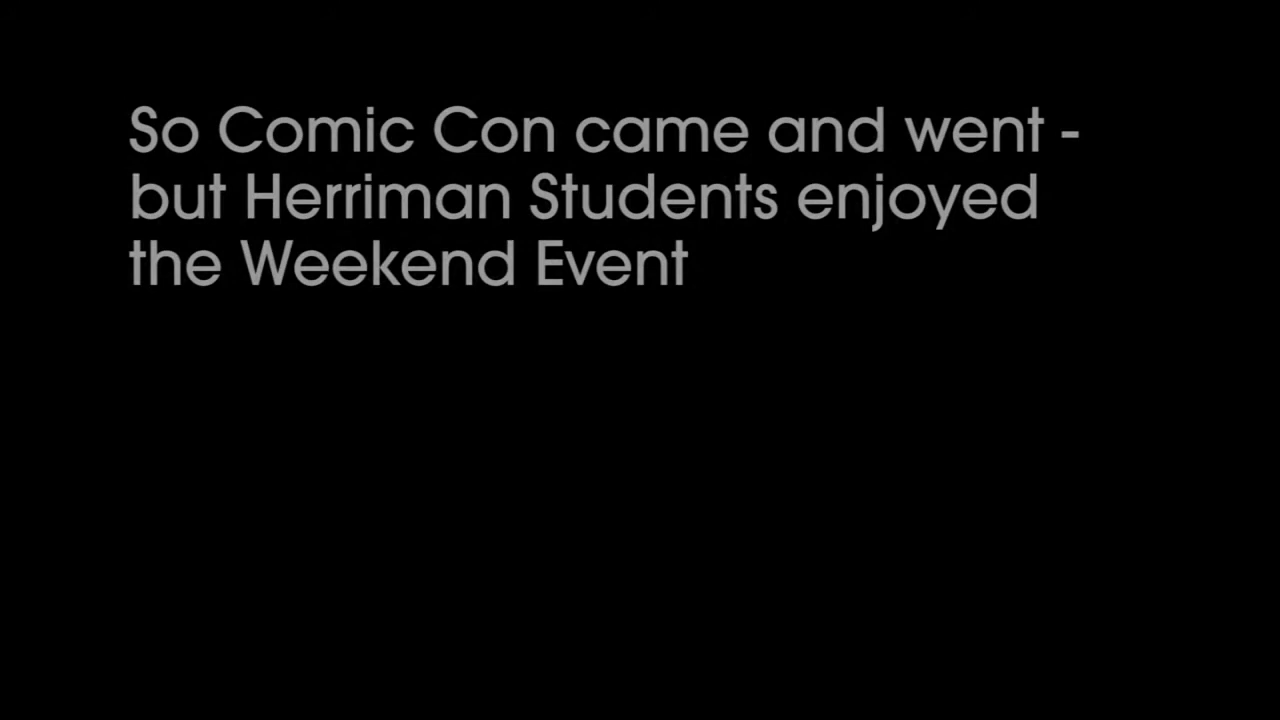 So Comic Con came and went -
but Herriman Students enjoyed
the Weekend Event